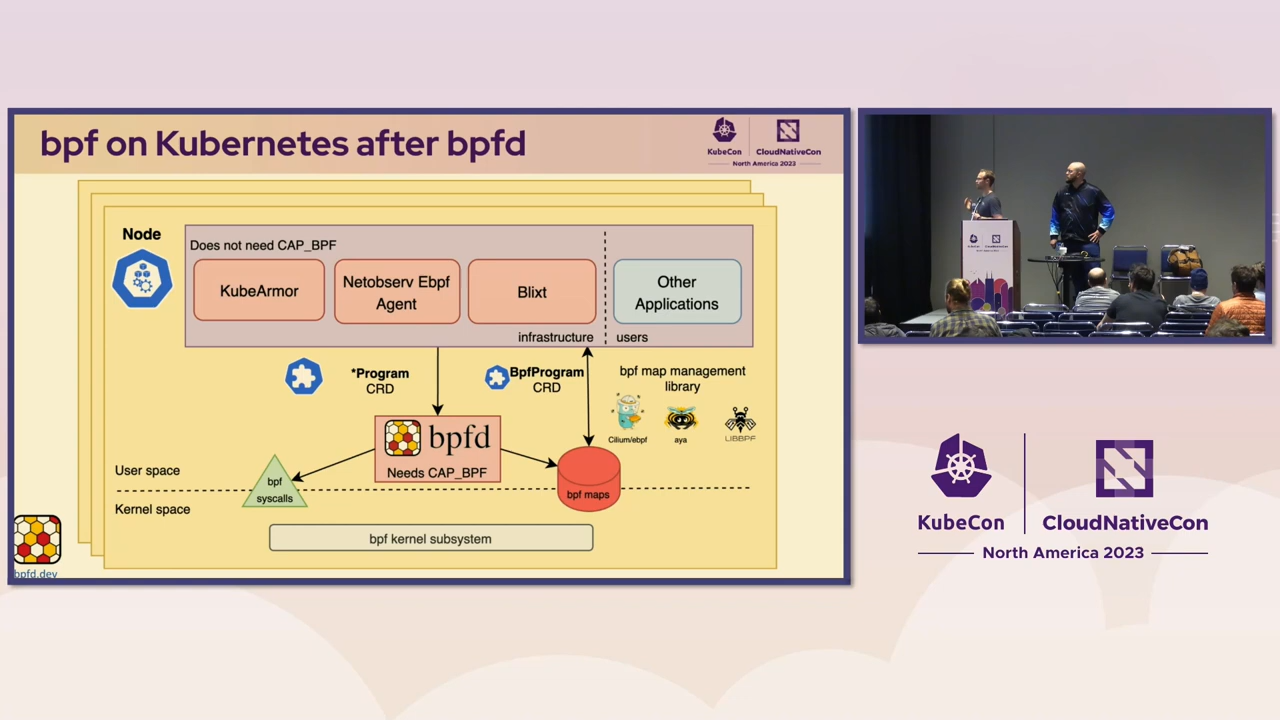 bpf on Kubernetes after bpfd
KubeCon
CloudNativeCon
North America 2023
Node
Does not need CAP_BPF
KubeArmor
Netobserv Ebpf
Agent
Blixt
Other
Applications
infrastructure
users
*Program
CRD
BpfProgram
CRD
bpf map management
library
Cilium/ebpf
aya
LIBBPF
bpfd
Needs CAP_BPF
User space
bpf
syscalls
bpf maps
Kernel space
bpf kernel subsystem
bpfd.dev
KubeCon
CloudNativeCon
North America 2023